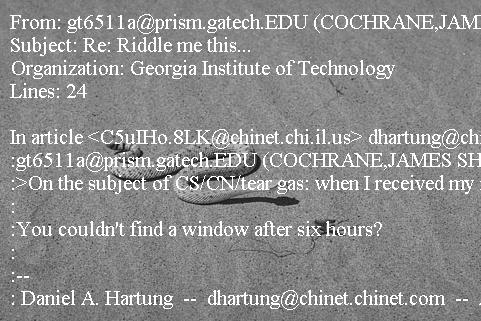 From: gt6511a@prism.gatech.EDU (COCHRANE,JAME
Subject: Re: Riddle me this...
Organization: Georgia Institute of Technology
Lines: 24
In article <C5uIHo.8LK@chinet.chi.il.us> dhartung@chi
:gt6511a@prism.gatech.EDU (COCHRANE,JAMES SH
:>On the subject of CS/CN/tear gas: when I received my
:
:You couldn't find a window after six hours?
:
:--
: Daniel A. Hartung -- dhartung@chinet.chinet.com --